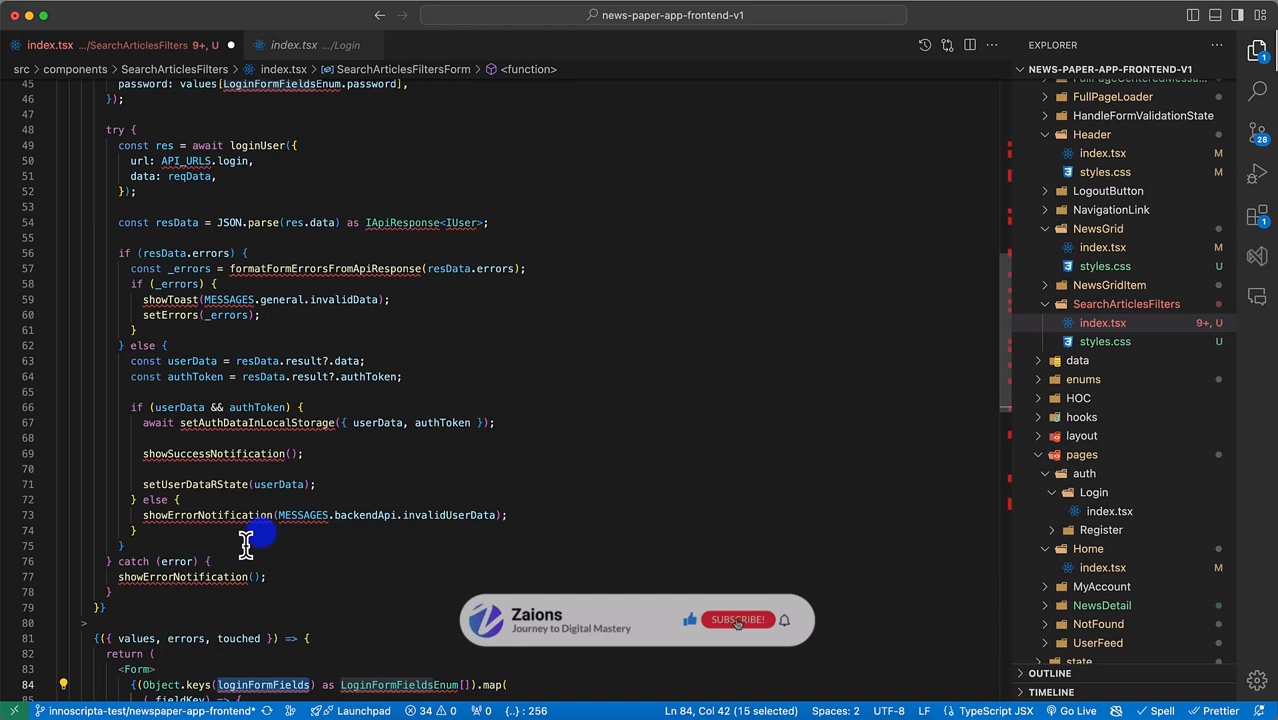 news-paper-app-frontend-v1
index.tsx .../SearchArticlesFilters 9+, U
index.tsx .../Login
src > components > SearchArticlesFilters > index.tsx > SearchArticlesFiltersForm > <function>
45 password: values[LoginFormFieldsEnum.password],
46 });
47
48 try {
49 const res = await loginUser({
50 url: API_URLS.login,
51 data: reqData,
52 });
53
54 const resData = JSON.parse(res.data) as IApiResponse<IUser>;
55
56 if (resData.errors) {
57 const _errors = formatFormErrorsFromApiResponse(resData.errors);
58 if (_errors) {
59 showToast(MESSAGES.general.invalidData);
60 setErrors(_errors);
61 }
62 } else {
63 const userData = resData.result?.data;
64 const authToken = resData.result?.authToken;
65
66 if (userData && authToken) {
67 await setAuthDataInLocalStorage({ userData, authToken });
68
69 showSuccessNotification();
70
71 setUserDataRState(userData);
72 } else {
73 showErrorNotification(MESSAGES.backendApi.invalidUserData);
74 }
75 }
76 } catch (error) {
77 showErrorNotification();
78 }
79 }}
80 >
81 {({ values, errors, touched }) => {
82 return (
83 <Form>
84 {(Object.keys(loginFormFields) as LoginFormFieldsEnum[]).map(
Zaions
Journey to Digital Mastery
SUBSCRIBE!
EXPLORER
NEWS-PAPER-APP-FRONTEND-V1
FullPageLoader
HandleFormValidationState
Header
index.tsx M
styles.css M
LogoutButton
NavigationLink
NewsGrid
index.tsx M
styles.css U
NewsGridItem
SearchArticlesFilters
index.tsx 9+, U
styles.css U
data
enums
HOC
hooks
layout
pages
auth
Login
index.tsx
Register
Home
index.tsx
MyAccount
NewsDetail
NotFound
UserFeed
state
OUTLINE
TIMELINE
1
28
1
innoscripta-test/newspaper-app-frontend* Launchpad 34 0 0 {..} : 256 Ln 84, Col 42 (15 selected) Spaces: 2 UTF-8 LF {} TypeScript JSX Go Live Spell Prettier